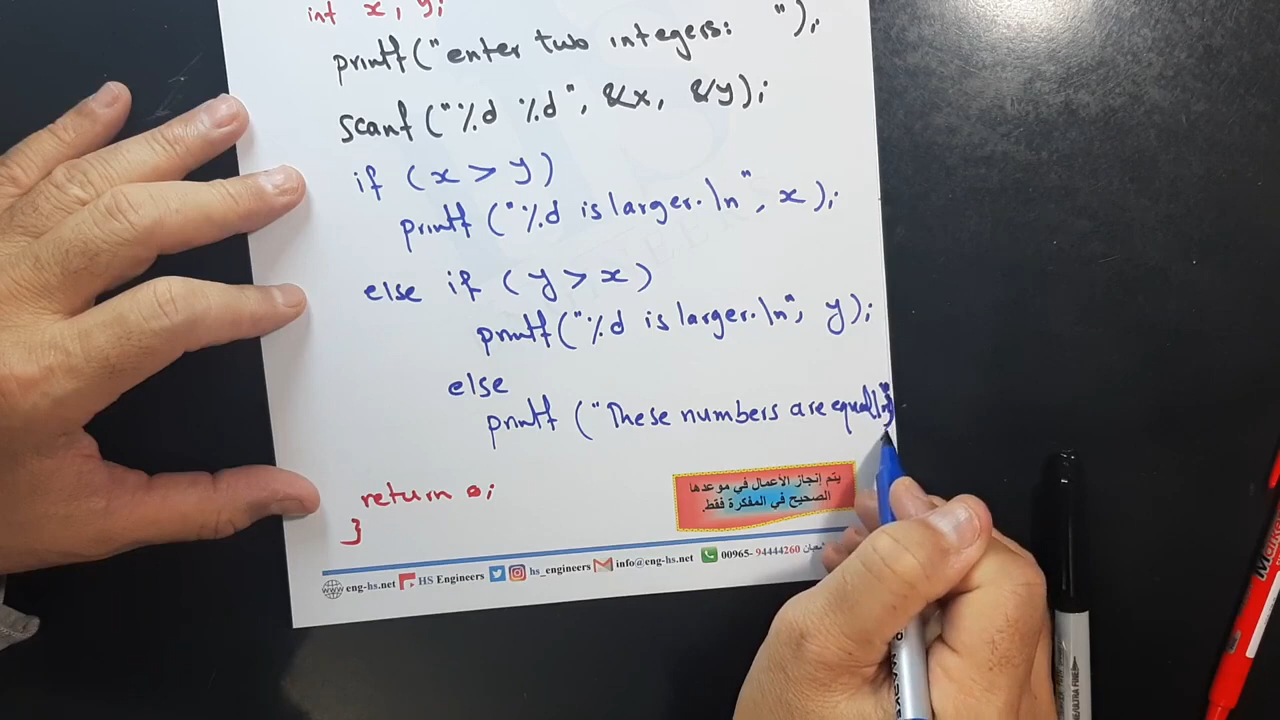 int x, y;
printf("enter two integers: ");
scanf ("%d %d", &x, &y);
if (x > y)
printf ("%d is larger.\n", x);
else if (y > x)
printf("%d is larger.\n", y);
else
printf ("These numbers are equal\n")
return 0;
}
يتم إنجاز الأعمال في موعدها
الصحيح في المفكرة فقط.
www eng-hs.net HS Engineers hs_engineers info@eng-hs.net 00965- 94444260